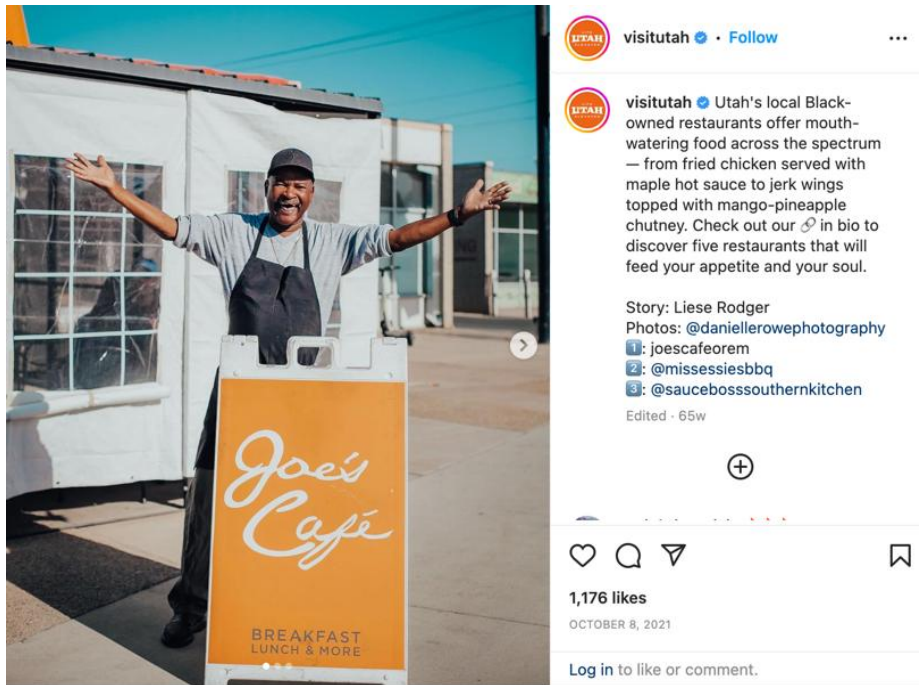 Joe's
Café
BREAKFAST
LUNCH & MORE
UTAH
visitutah • Follow
UTAH
visitutah Utah's local Black-
owned restaurants offer mouth-
watering food across the spectrum
— from fried chicken served with
maple hot sauce to jerk wings
topped with mango-pineapple
chutney. Check out our 🔗 in bio to
discover five restaurants that will
feed your appetite and your soul.
Story: Liese Rodger
Photos: @daniellerowephotography
1️⃣: joescafeorem
2️⃣: @missessiesbbq
3️⃣: @saucebosssouthernkitchen
Edited · 65w
1,176 likes
OCTOBER 8, 2021
Log in to like or comment.